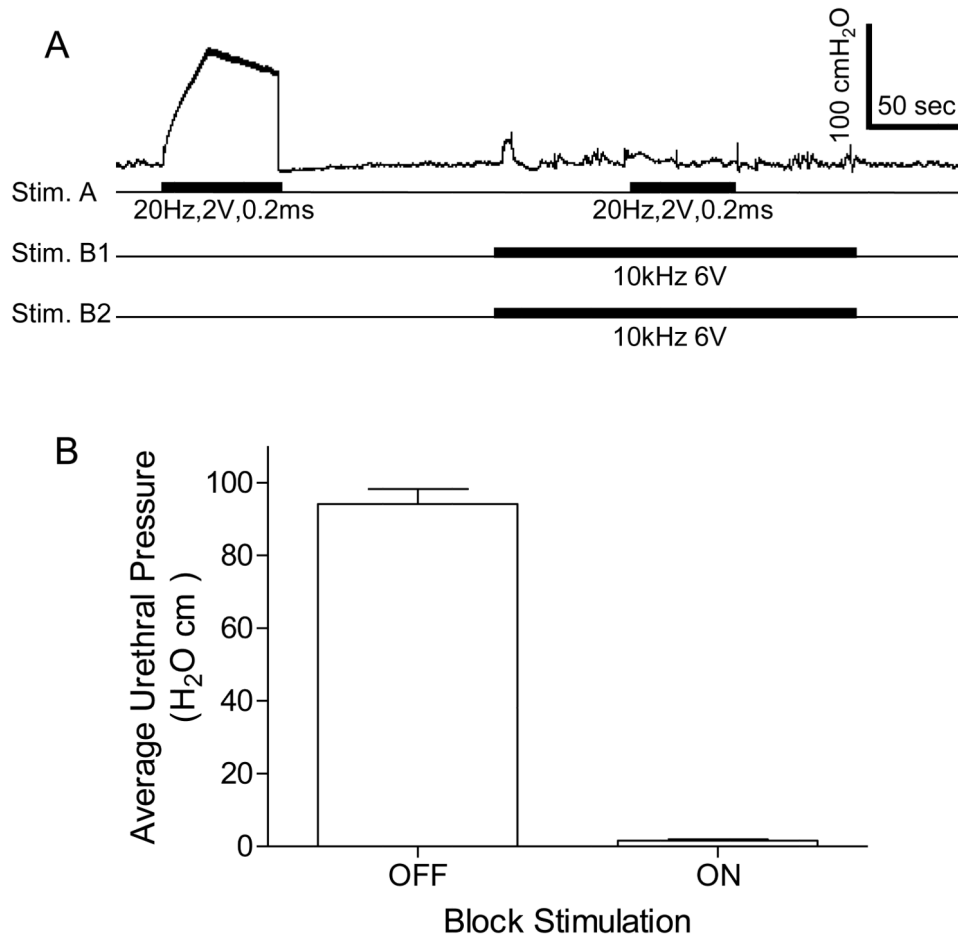 A
100 cmH₂O
50 sec
Stim. A
20Hz,2V,0.2ms
20Hz,2V,0.2ms
Stim. B1
10kHz 6V
Stim. B2
10kHz 6V
B
Average Urethral Pressure
(H₂O cm )
100
80
60
40
20
0
OFF
ON
Block Stimulation